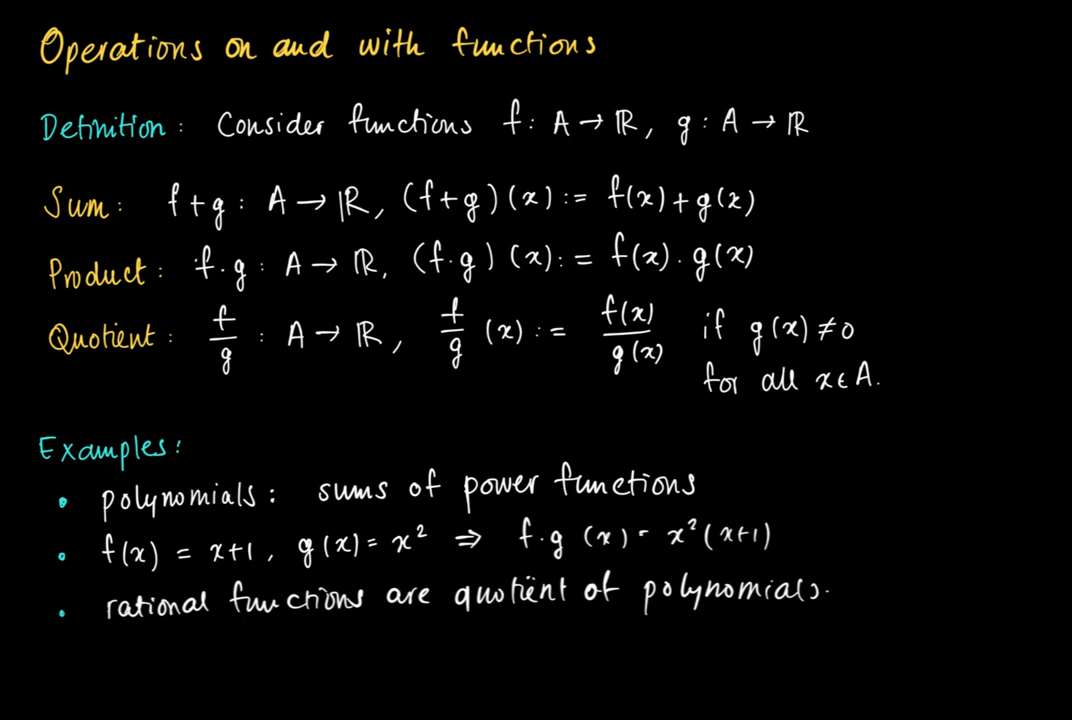 Operations on and with functions
Definition: Consider functions f: A → ℝ, g: A → ℝ
Sum: f+g: A → ℝ, (f+g)(x) := f(x)+g(x)
Product: f·g: A → ℝ, (f·g)(x) := f(x)·g(x)
Quotient: f/g : A → ℝ, f/g (x) := f(x)/g(x) if g(x) ≠ 0
for all x ∈ A.
Examples:
• polynomials: sums of power functions
• f(x) = x+1, g(x) = x² ⇒ f·g (x) = x²(x+1)
• rational functions are quotient of polynomials.